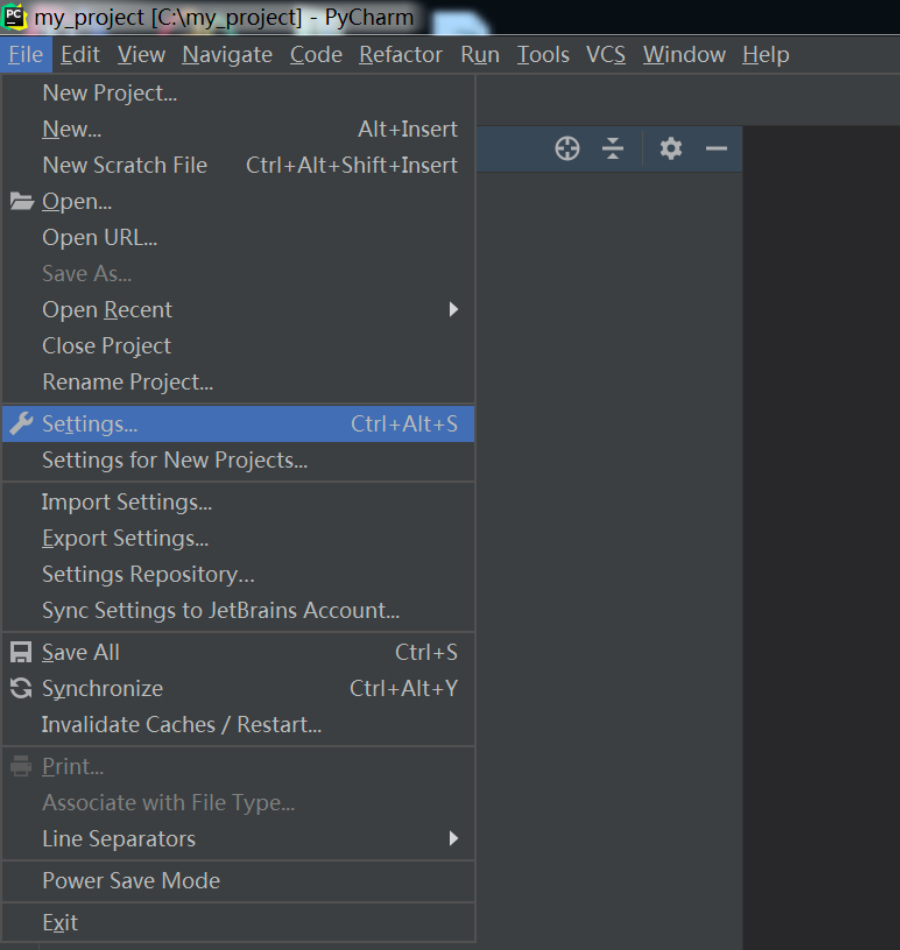 PC my_project [C:\my_project] - PyCharm
File Edit View Navigate Code Refactor Run Tools VCS Window Help
New Project...
New... Alt+Insert
New Scratch File Ctrl+Alt+Shift+Insert
Open...
Open URL...
Save As...
Open Recent
Close Project
Rename Project...
Settings... Ctrl+Alt+S
Settings for New Projects...
Import Settings...
Export Settings...
Settings Repository...
Sync Settings to JetBrains Account...
Save All Ctrl+S
Synchronize Ctrl+Alt+Y
Invalidate Caches / Restart...
Print...
Associate with File Type...
Line Separators
Power Save Mode
Exit